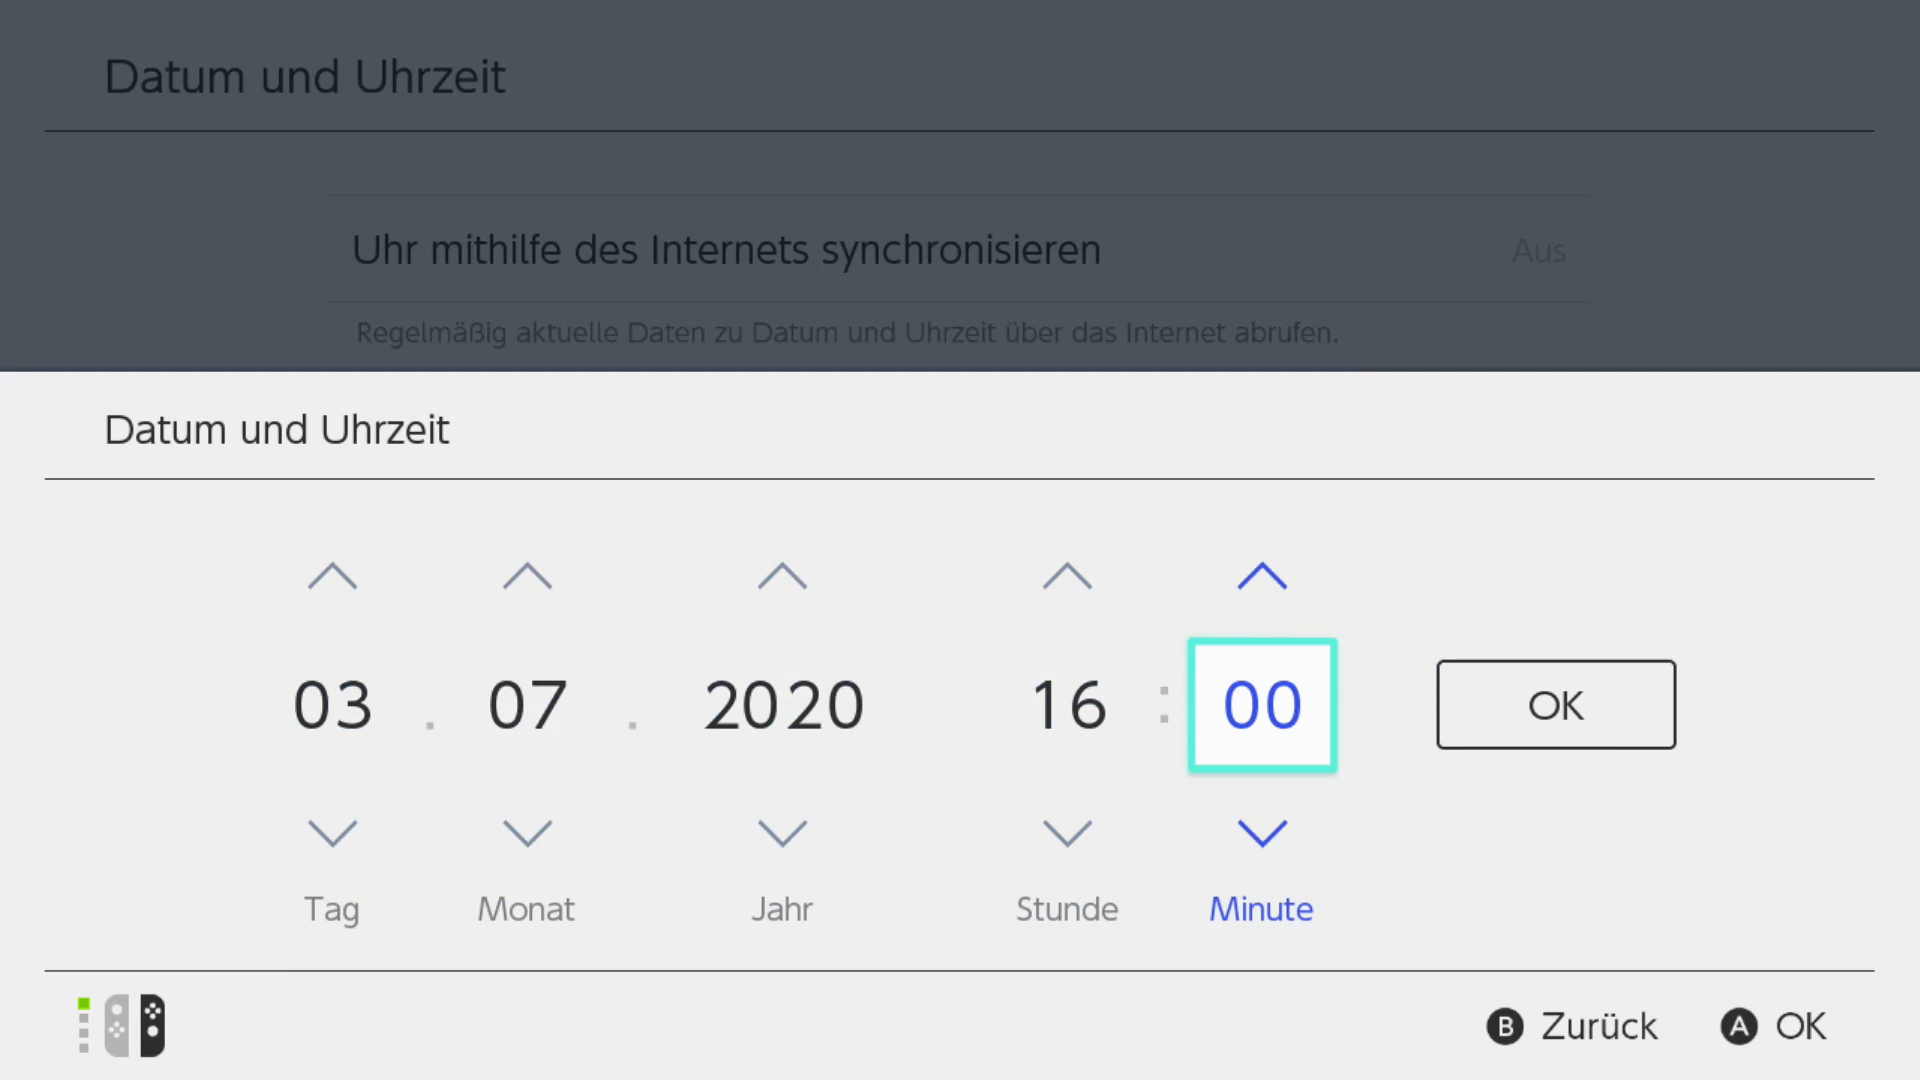 Datum und Uhrzeit
Uhr mithilfe des Internets synchronisieren Aus
Regelmäßig aktuelle Daten zu Datum und Uhrzeit über das Internet abrufen.
Datum und Uhrzeit
03 . 07 . 2020 16 : 00 OK
Tag Monat Jahr Stunde Minute
B Zurück A OK